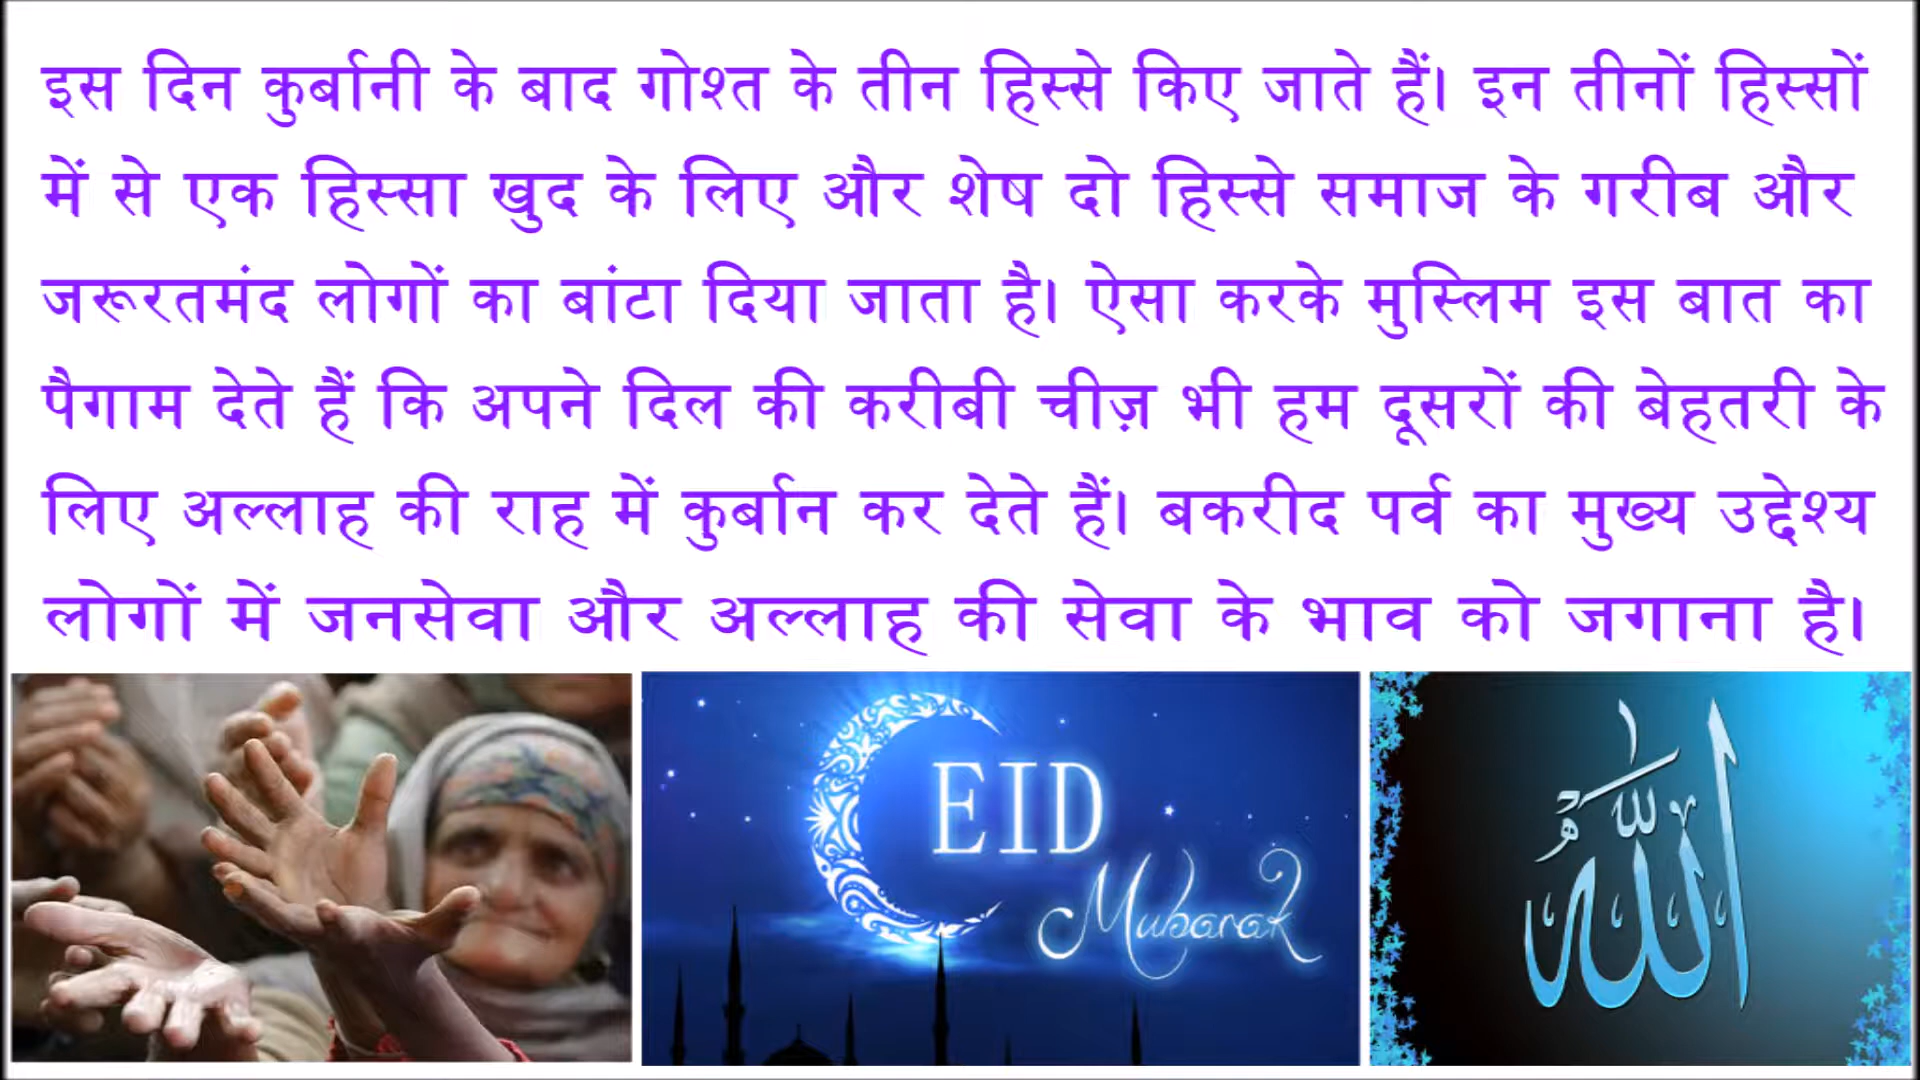 इस दिन कुर्बानी के बाद गोश्त के तीन हिस्से किए जाते हैं। इन तीनों हिस्सों
में से एक हिस्सा खुद के लिए और शेष दो हिस्से समाज के गरीब और
जरूरतमंद लोगों का बांटा दिया जाता है। ऐसा करके मुस्लिम इस बात का
पैगाम देते हैं कि अपने दिल की करीबी चीज़ भी हम दूसरों की बेहतरी के
लिए अल्लाह की राह में कुर्बान कर देते हैं। बकरीद पर्व का मुख्य उद्देश्य
लोगों में जनसेवा और अल्लाह की सेवा के भाव को जगाना है।
EID
Mubarak
الله